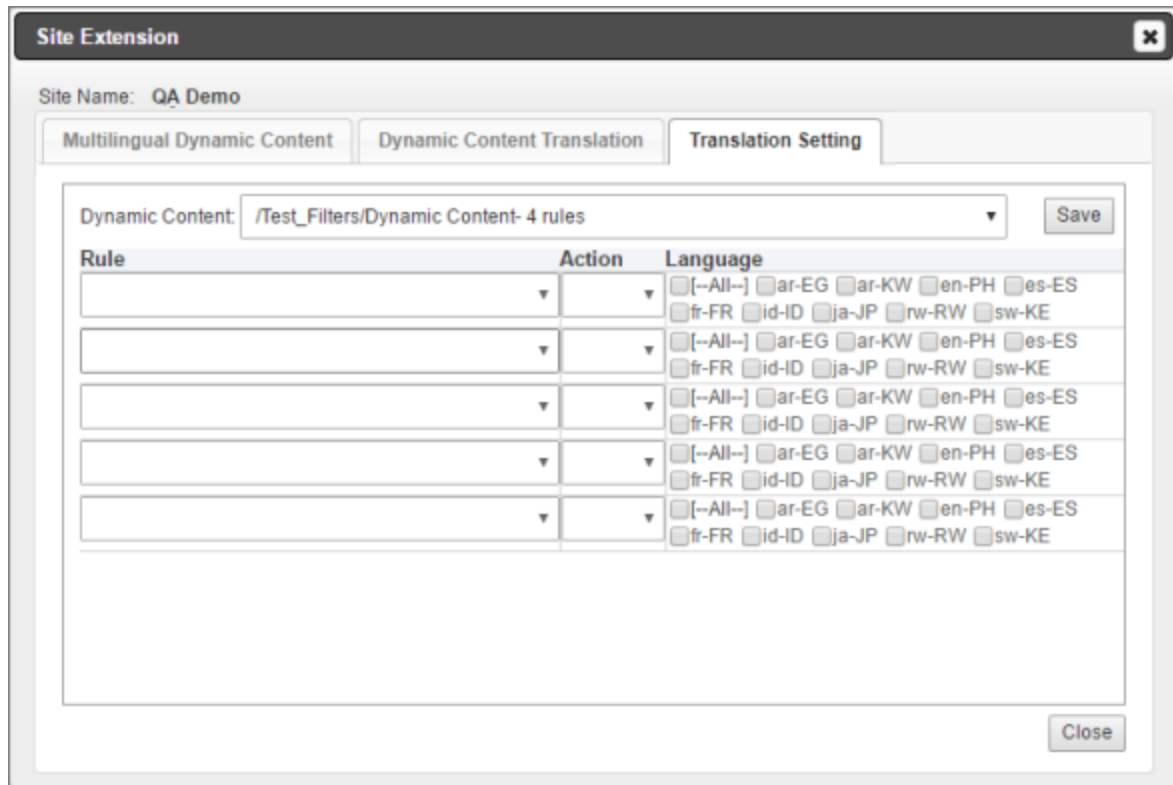 Site Extension
Site Name: QA Demo
Multilingual Dynamic Content Dynamic Content Translation Translation Setting
Dynamic Content: /Test_Filters/Dynamic Content- 4 rules Save
Rule Action Language
[--All--] ar-EG ar-KW en-PH es-ES
fr-FR id-ID ja-JP rw-RW sw-KE
[--All--] ar-EG ar-KW en-PH es-ES
fr-FR id-ID ja-JP rw-RW sw-KE
[--All--] ar-EG ar-KW en-PH es-ES
fr-FR id-ID ja-JP rw-RW sw-KE
[--All--] ar-EG ar-KW en-PH es-ES
fr-FR id-ID ja-JP rw-RW sw-KE
[--All--] ar-EG ar-KW en-PH es-ES
fr-FR id-ID ja-JP rw-RW sw-KE
Close